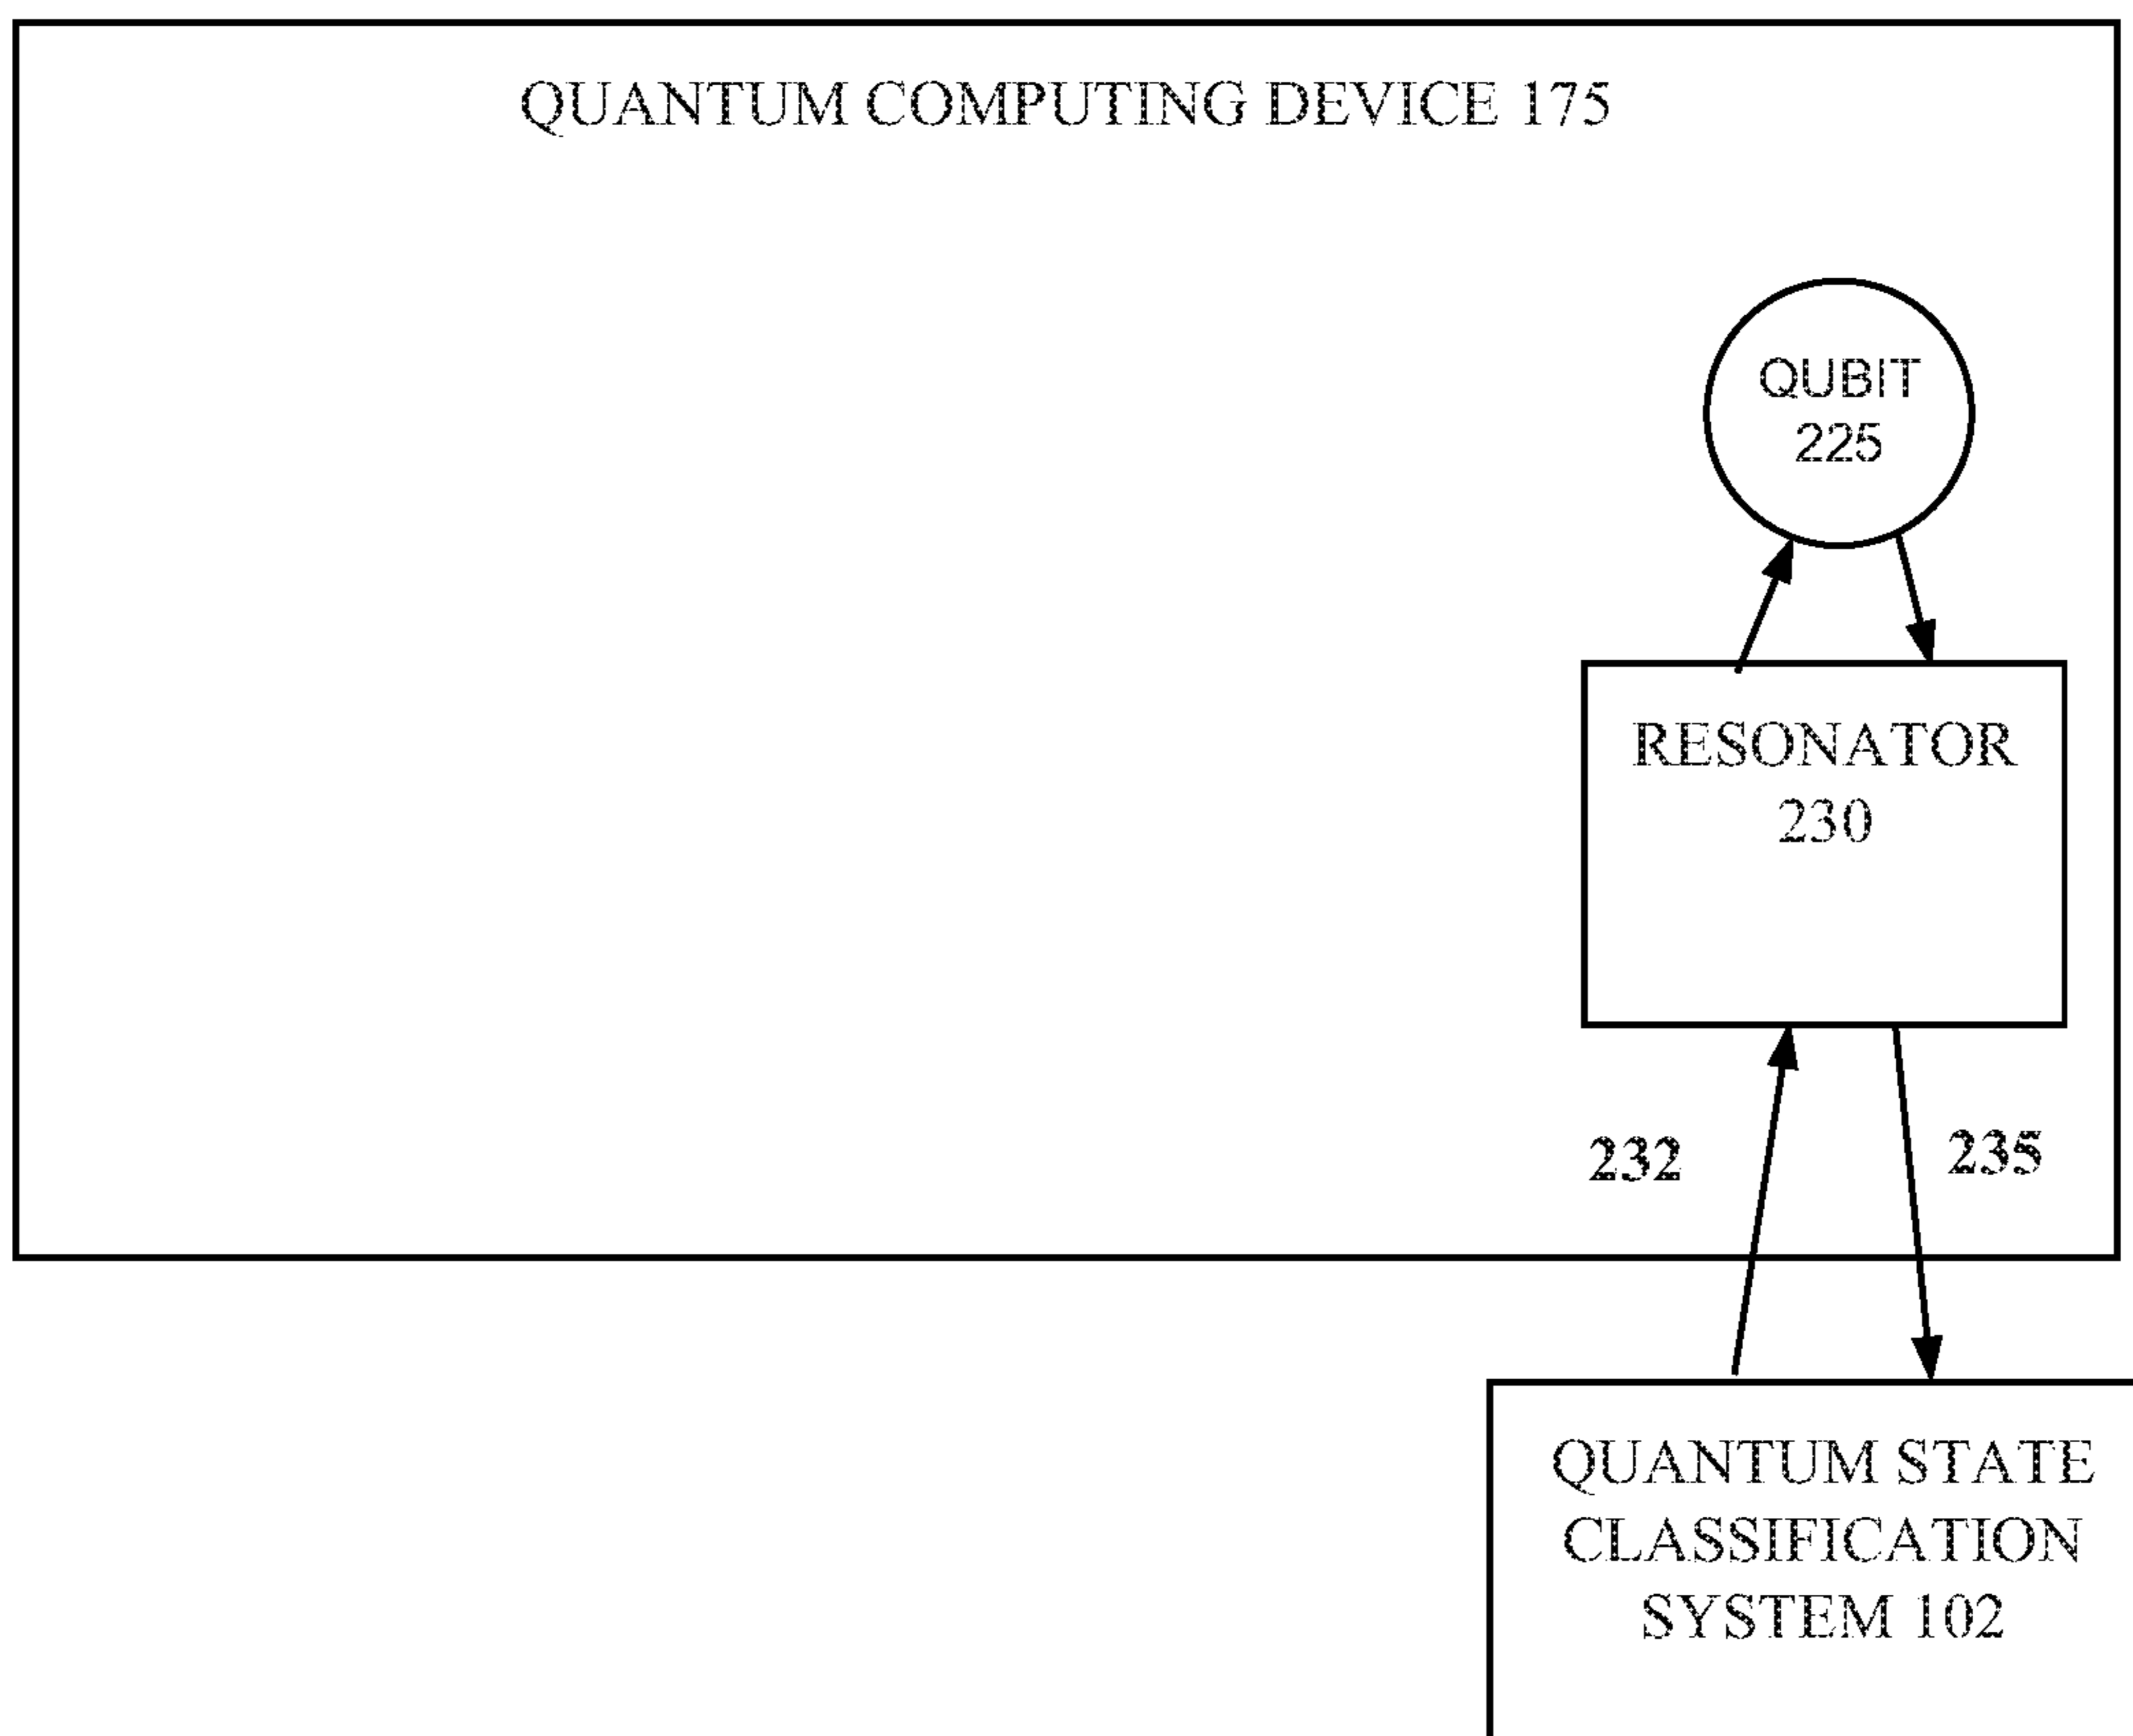 QUANTUM COMPUTING DEVICE 175
QUBIT
225
RESONATOR
230
232
235
QUANTUM STATE
CLASSIFICATION
SYSTEM 102